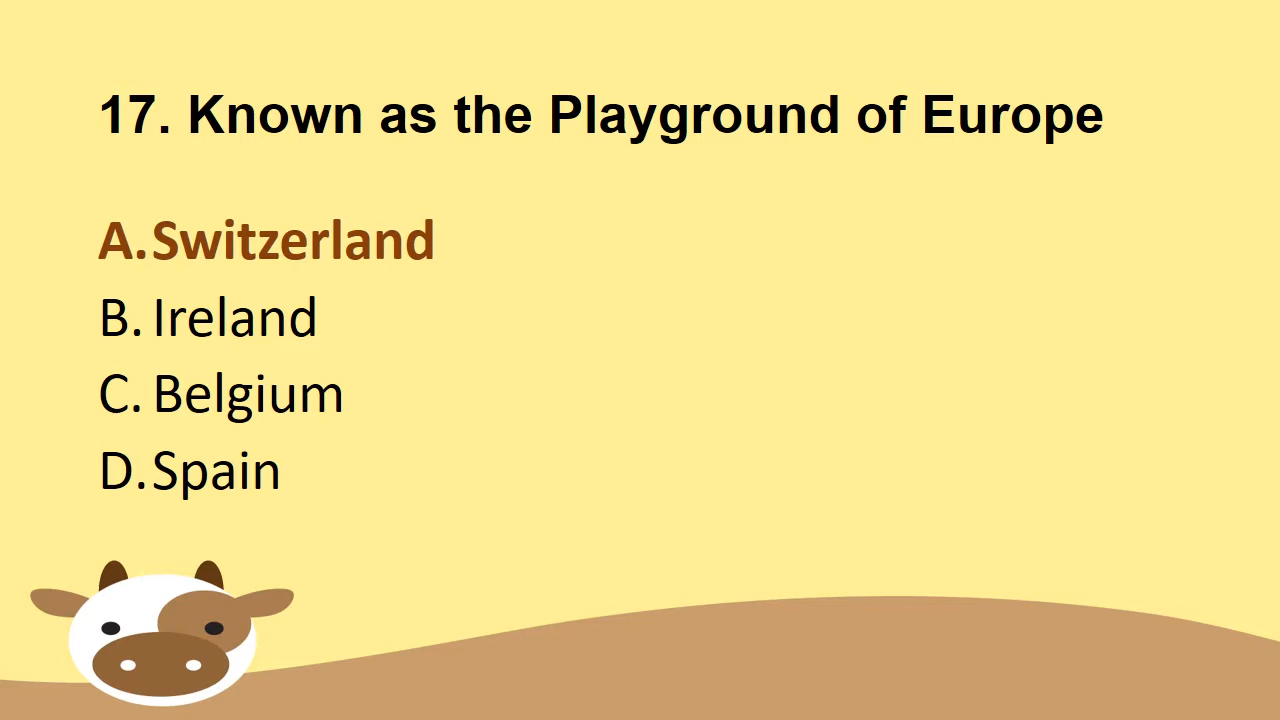 17. Known as the Playground of Europe
A. Switzerland
B. Ireland
C. Belgium
D. Spain